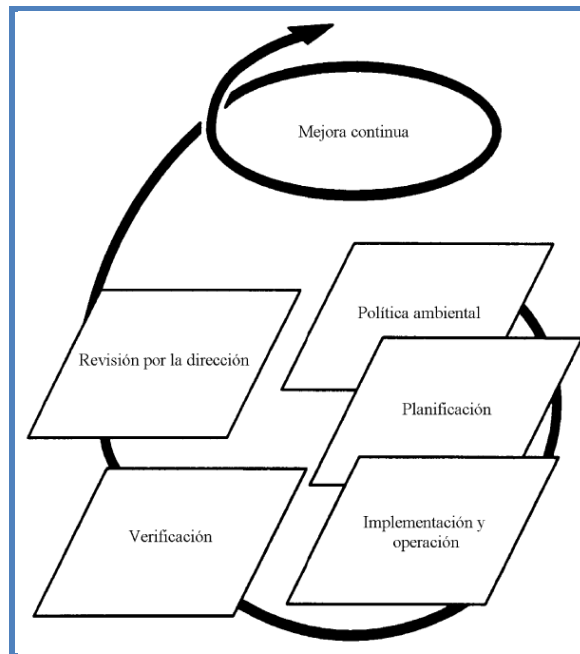 Mejora continua
Política ambiental
Revisión por la dirección
Planificación
Implementación y
operación
Verificación